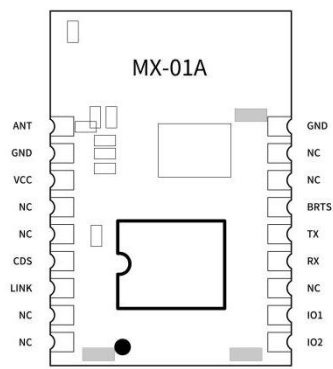 MX-01A
ANT
GND
VCC
NC
NC
CDS
LINK
NC
NC
GND
NC
NC
BRTS
TX
RX
NC
IO1
IO2